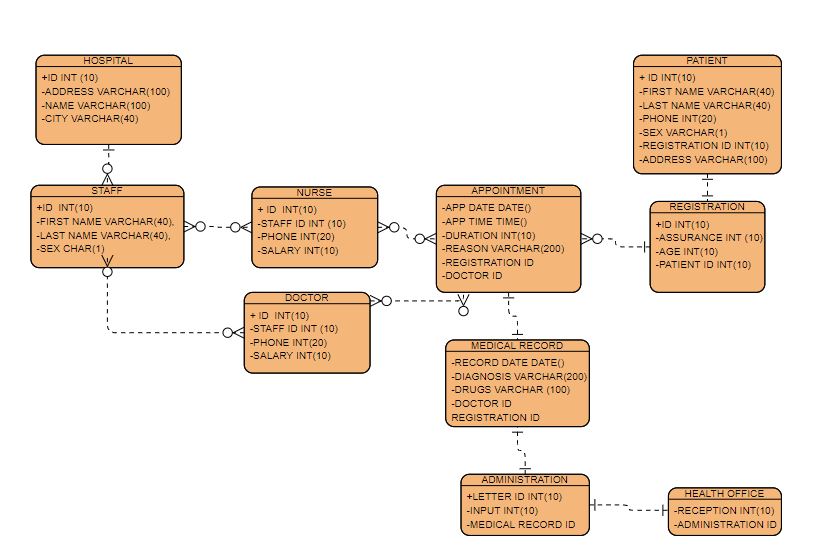 HOSPITAL
+ID INT (10)
-ADDRESS VARCHAR(100)
-NAME VARCHAR(100)
-CITY VARCHAR(40)
PATIENT
+ ID INT(10)
-FIRST NAME VARCHAR(40)
-LAST NAME VARCHAR(40)
-PHONE INT(20)
-SEX VARCHAR(1)
-REGISTRATION ID INT(10)
-ADDRESS VARCHAR(100)
STAFF
+ID INT(10)
-FIRST NAME VARCHAR(40),
-LAST NAME VARCHAR(40),
-SEX CHAR(1)
NURSE
+ ID INT(10)
-STAFF ID INT (10)
-PHONE INT(20)
-SALARY INT(10)
APPOINTMENT
-APP DATE DATE()
-APP TIME TIME()
-DURATION INT(10)
-REASON VARCHAR(200)
-REGISTRATION ID
-DOCTOR ID
REGISTRATION
+ID INT(10)
-ASSURANCE INT (10)
-AGE INT(10)
-PATIENT ID INT(10)
DOCTOR
+ ID INT(10)
-STAFF ID INT (10)
-PHONE INT(20)
-SALARY INT(10)
MEDICAL RECORD
-RECORD DATE DATE()
-DIAGNOSIS VARCHAR(200)
-DRUGS VARCHAR (100)
-DOCTOR ID
REGISTRATION ID
ADMINISTRATION
+LETTER ID INT(10)
-INPUT INT(10)
-MEDICAL RECORD ID
HEALTH OFFICE
-RECEPTION INT(10)
-ADMINISTRATION ID